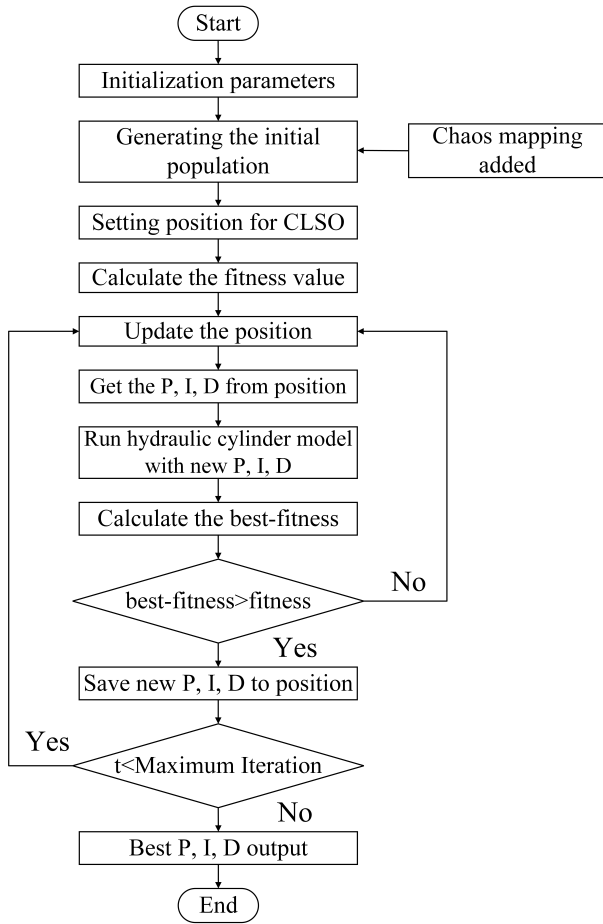 Start
Initialization parameters
Generating the initial
population
Chaos mapping
added
Setting position for CLSO
Calculate the fitness value
Update the position
Get the P, I, D from position
Run hydraulic cylinder model
with new P, I, D
Calculate the best-fitness
best-fitness>fitness
No
Yes
Save new P, I, D to position
Yes
t<Maximum Iteration
No
Best P, I, D output
End